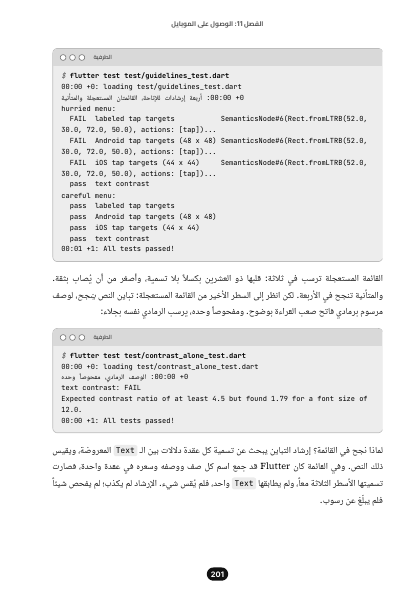 الفصل 11: الوصول على الموبايل
الطرفية
$ flutter test test/guidelines_test.dart
00:00 +0: loading test/guidelines_test.dart
00:00 +0: أربعة إرشادات للإتاحة، القائمتان المستعجلة والمتأنية
hurried menu:
FAIL labeled tap targets SemanticsNode#6(Rect.fromLTRB(52.0,
30.0, 72.0, 50.0), actions: [tap])...
FAIL Android tap targets (48 x 48) SemanticsNode#6(Rect.fromLTRB(52.0,
30.0, 72.0, 50.0), actions: [tap])...
FAIL iOS tap targets (44 x 44) SemanticsNode#6(Rect.fromLTRB(52.0,
30.0, 72.0, 50.0), actions: [tap])...
pass text contrast
careful menu:
pass labeled tap targets
pass Android tap targets (48 x 48)
pass iOS tap targets (44 x 44)
pass text contrast
00:01 +1: All tests passed!
القائمة المستعجلة ترسب في ثلاثة: قلبها ذو العشرين بكسلاً بلا تسمية، وأصغر من أن يُصاب بثقة.
والمتأنية تنجح في الأربعة. لكن انظر إلى السطر الأخير من القائمة المستعجلة: تباين النص يَنجح، لوصف
مرسوم برمادي فاتح صعب القراءة بوضوح. ومفحوصاً وحده، يرسب الرمادي نفسه بجلاء:
الطرفية
$ flutter test test/contrast_alone_test.dart
00:00 +0: loading test/contrast_alone_test.dart
00:00 +0: الوصف الرمادي، مفحوصاً وحده
text contrast: FAIL
Expected contrast ratio of at least 4.5 but found 1.79 for a font size of
12.0.
00:00 +1: All tests passed!
لماذا نجح في القائمة؟ إرشاد التباين يبحث عن تسمية كل عقدة دلالات بين الـ Text المعروضة، ويقيس
ذلك النص. وفي القائمة كان Flutter قد جمع اسم كل صف ووصفه وسعره في عقدة واحدة، فصارت
تسميتها الأسطر الثلاثة معاً، ولم يطابقها Text واحد، فلم يُقس شيء. الإرشاد لم يكذب؛ لم يفحص شيئاً
فلم يبلّغ عن رسوب.
201